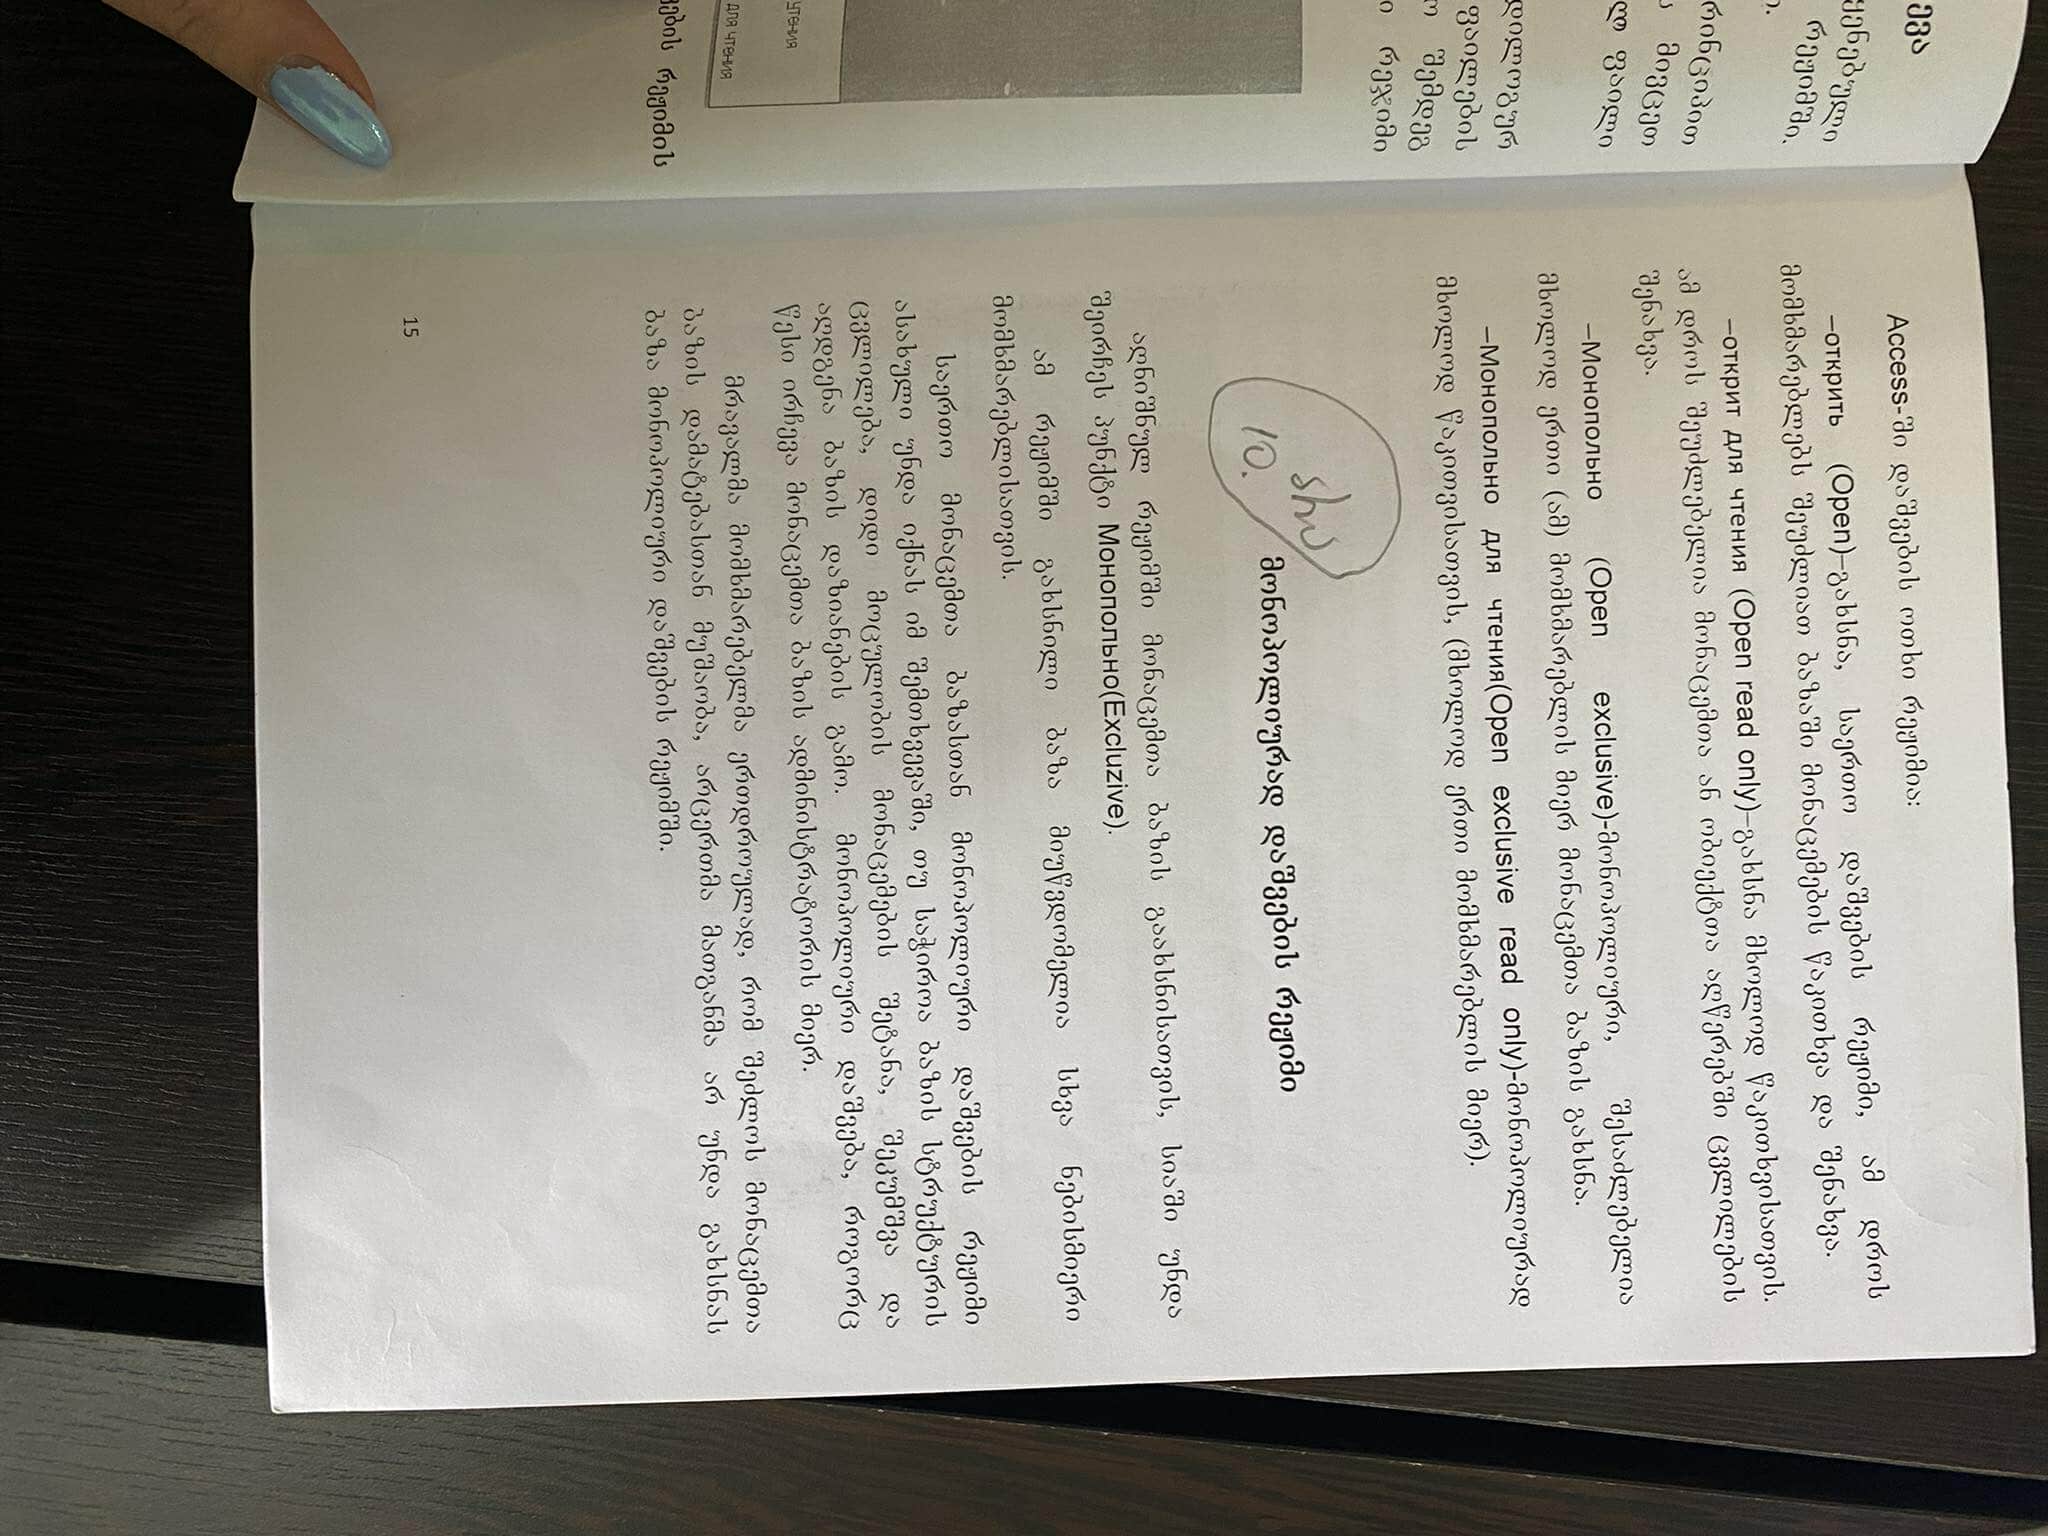 ევა
ყენებული
რეჟიმში.
რინციპით
მივცეთ
ფაილი
დილოგურ
ფაილების
შემდეგ
რეჯიმი
чтения
для чтения
ვების რეჟიმის
Access-ში დაშვების ოთხი რეჟიმია:
–открить (Open)–გახსნა, საერთო დაშვების რეჟიმი, ამ დროს
მომხმარებლებს შეუძლიათ ბაზაში მონაცემების წაკითხვა და შენახვა.
–открит для чтения (Open read only)–გახსნა მხოლოდ წაკითხვისათვის.
ამ დროს შეუძლებელია მონაცემთა ან ობიექტთა აღწერებში ცვლილების
შენახვა.
–Монопольно (Open exclusive)-მონოპოლიური, შესაძლებელია
მხოლოდ ერთი (ამ) მომხმარებლის მიერ მონაცემთა ბაზის გახსნა.
–Монопольно для чтения(Open exclusive read only)-მონოპოლიურად
მხოლოდ წაკითვისათვის, (მხოლოდ ერთი მომხმარებლის მიერ).
10.
მონოპოლიურად დაშვების რეჟიმი
აღნიშნულ რეჟიმში მონაცემთა ბაზის გაახსნისათვის, სიაში უნდა
შეირჩეს პუნქტი Монопольно(Excluzive).
ამ რეჟიმში გახსნილი ბაზა მიუწვდომელია სხვა ნებისმიერი
მომხმარებლისათვის.
საერთო მონაცემთა ბაზასთან მონოპოლიური დაშვების რეჟიმი
ასახული უნდა იქნას იმ შემთხვევაში, თუ საჭიროა ბაზის სტრუქტურის
ცვლილება, დიდი მოცულობის მონაცემების შეტანა, შეკუმშვა და
აღდგენა ბაზის დაზიანების გამო. მონოპოლიური დაშვება, როგორც
წესი ირჩევა მონაცემთა ბაზის ადმინისტრატორის მიერ.
მრავალმა მომხმარებელმა ერთდროულად, რომ შეძლოს მონაცემთა
ბაზის დამატებასთან მუშაობა, არცერთმა მათგანმა არ უნდა გახსნას
ბაზა მონოპოლიური დაშვების რეჟიმში.
15